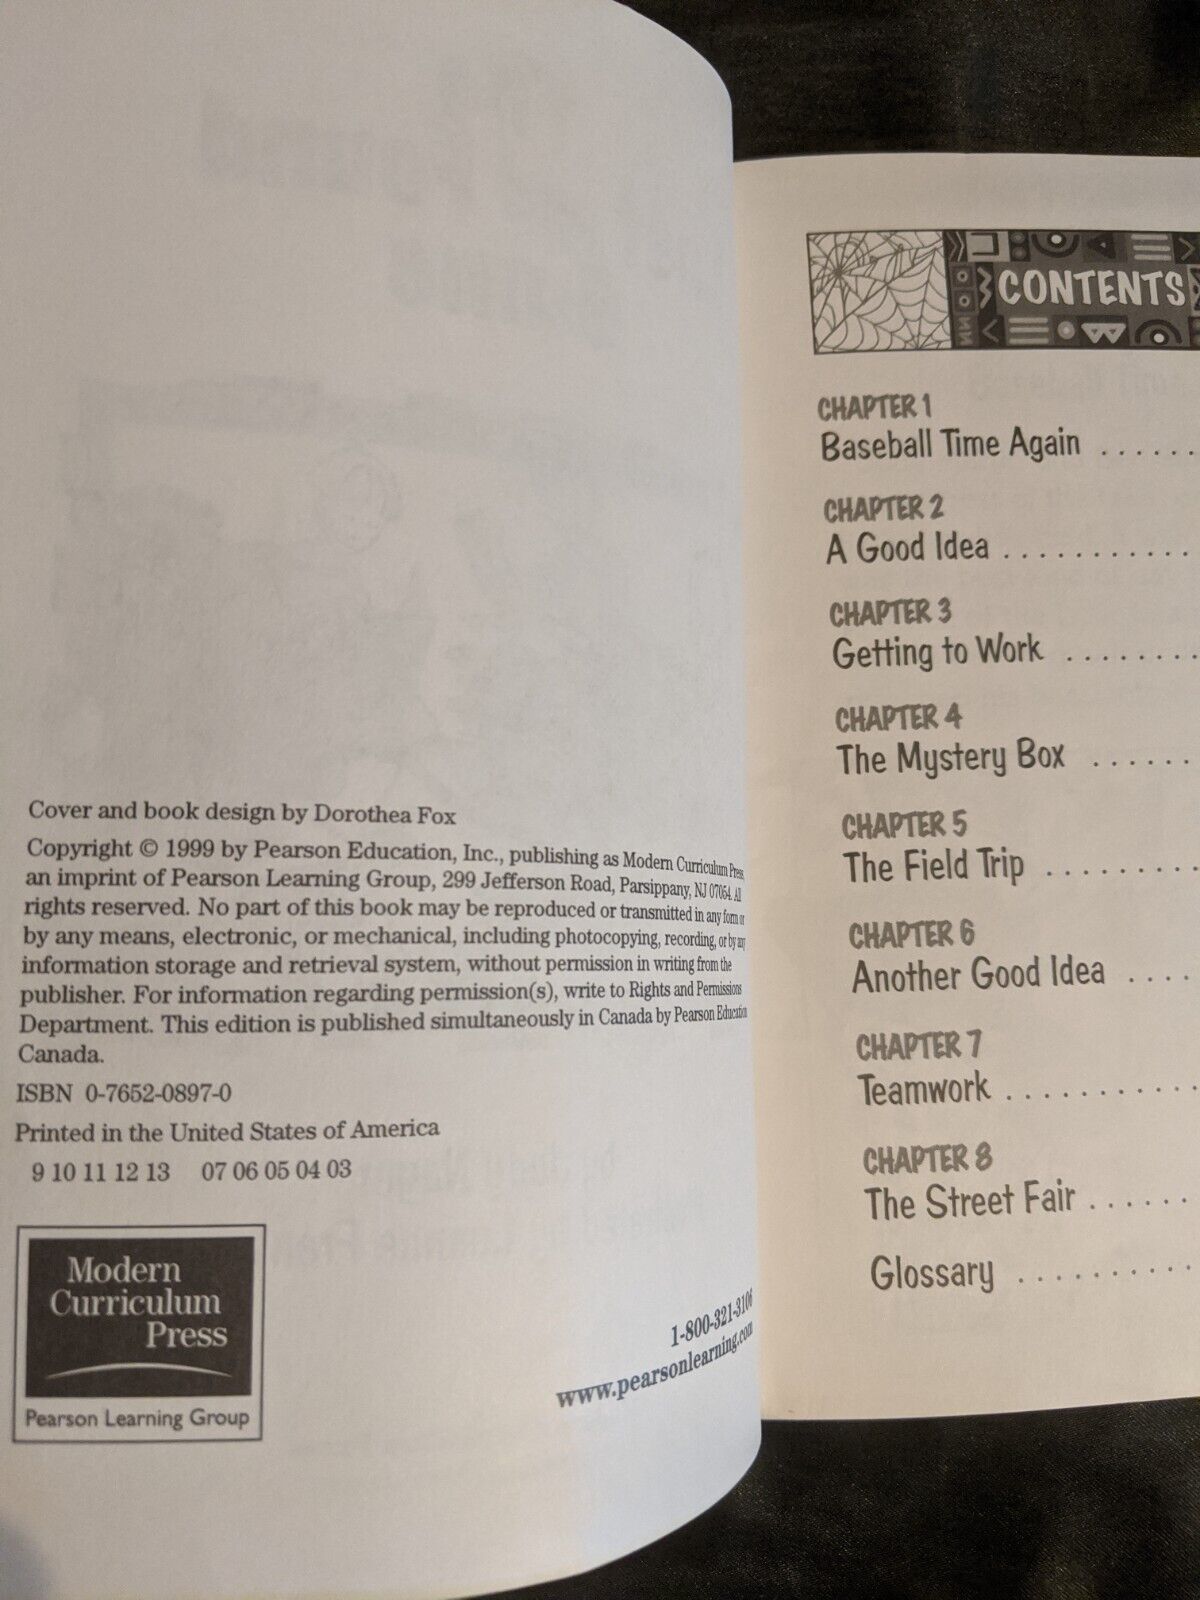 Cover and book design by Dorothea Fox
Copyright © 1999 by Pearson Education, Inc., publishing as Modern Curriculum Press,
an imprint of Pearson Learning Group, 299 Jefferson Road, Parsippany, NJ 07054. All
rights reserved. No part of this book may be reproduced or transmitted in any form or
by any means, electronic, or mechanical, including photocopying, recording, or by any
information storage and retrieval system, without permission in writing from the
publisher. For information regarding permission(s), write to Rights and Permissions
Department. This edition is published simultaneously in Canada by Pearson Education
Canada.
ISBN 0-7652-0897-0
Printed in the United States of America
9 10 11 12 13 07 06 05 04 03
Modern
Curriculum
Press
Pearson Learning Group
1-800-321-3106
www.pearsonlearning.com
CONTENTS
CHAPTER 1
Baseball Time Again ......
CHAPTER 2
A Good Idea ...........
CHAPTER 3
Getting to Work ........
CHAPTER 4
The Mystery Box ......
CHAPTER 5
The Field Trip .........
CHAPTER 6
Another Good Idea ....
CHAPTER 7
Teamwork ...........
CHAPTER 8
The Street Fair ......
Glossary ..........